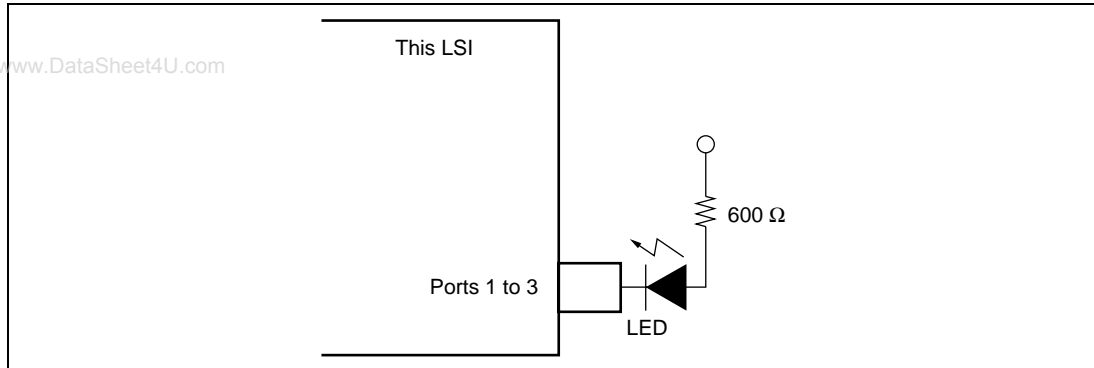 This LSI
www.DataSheet4U.com
600 Ω
Ports 1 to 3
LED